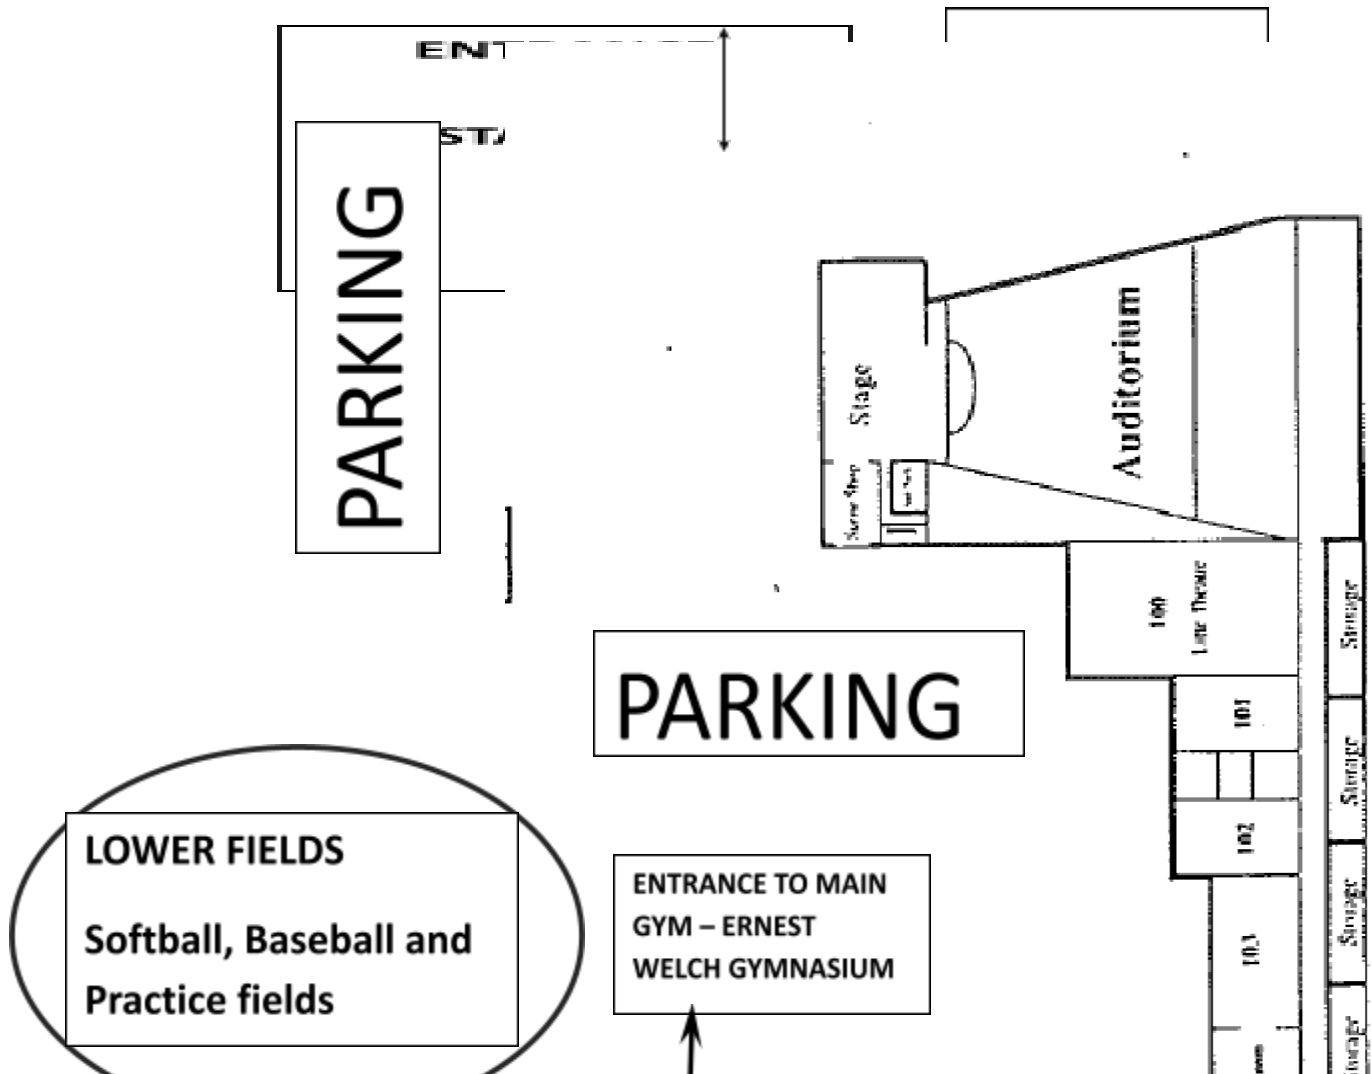 PARKING
Stage
Auditorium
100
Storage
PARKING
101
Storage
102
LOWER FIELDS
Softball, Baseball and
Practice fields
ENTRANCE TO MAIN
GYM – ERNEST
WELCH GYMNASIUM
Storage
103